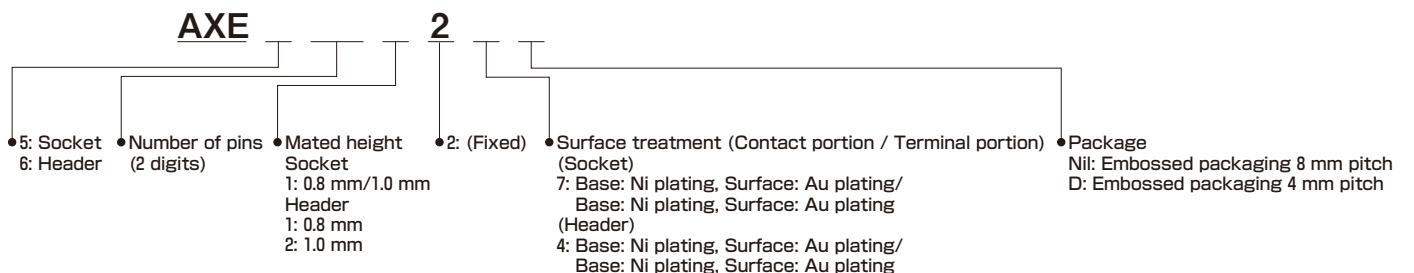 AXE 2
5: Socket
6: Header
Number of pins
(2 digits)
Mated height
Socket
1: 0.8 mm/1.0 mm
Header
1: 0.8 mm
2: 1.0 mm
2: (Fixed)
Surface treatment (Contact portion / Terminal portion)
(Socket)
7: Base: Ni plating, Surface: Au plating/
Base: Ni plating, Surface: Au plating
(Header)
4: Base: Ni plating, Surface: Au plating/
Base: Ni plating, Surface: Au plating
Package
Nil: Embossed packaging 8 mm pitch
D: Embossed packaging 4 mm pitch